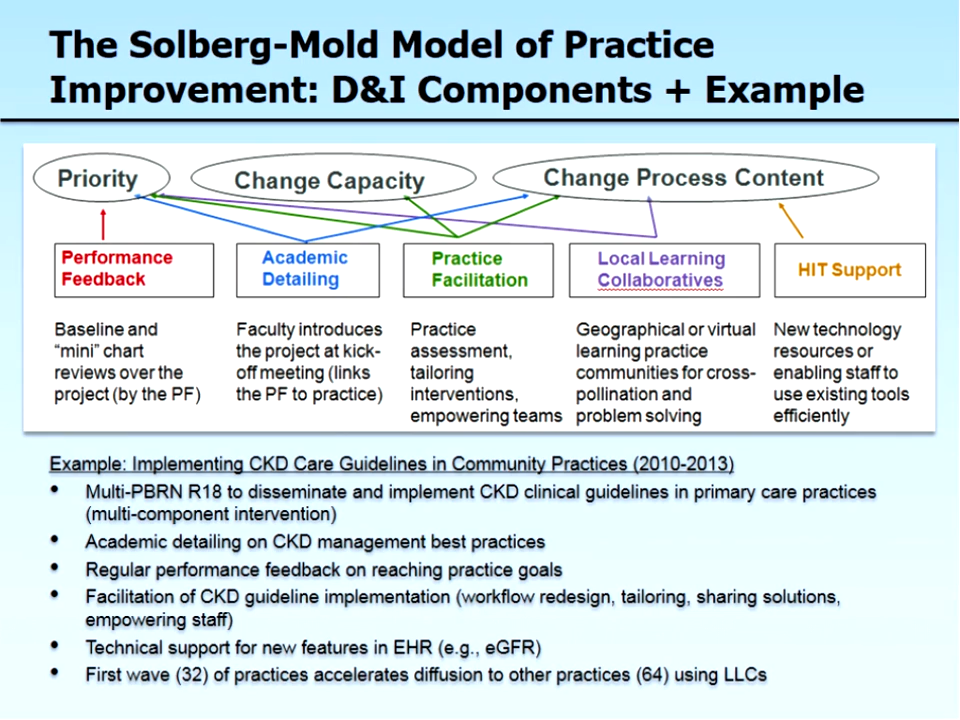 The Solberg-Mold Model of Practice
Improvement: D&I Components + Example
Priority
Change Capacity
Change Process Content
Performance
Feedback
Academic
Detailing
Practice
Facilitation
Local Learning
Collaboratives
HIT Support
Baseline and
“mini” chart
reviews over the
project (by the PF)
Faculty introduces
the project at kick-
off meeting (links
the PF to practice)
Practice
assessment,
tailoring
interventions,
empowering teams
Geographical or virtual
learning practice
communities for cross-
pollination and
problem solving
New technology
resources or
enabling staff to
use existing tools
efficiently
Example: Implementing CKD Care Guidelines in Community Practices (2010-2013)
• Multi-PBRN R18 to disseminate and implement CKD clinical guidelines in primary care practices
(multi-component intervention)
• Academic detailing on CKD management best practices
• Regular performance feedback on reaching practice goals
• Facilitation of CKD guideline implementation (workflow redesign, tailoring, sharing solutions,
empowering staff)
• Technical support for new features in EHR (e.g., eGFR)
• First wave (32) of practices accelerates diffusion to other practices (64) using LLCs